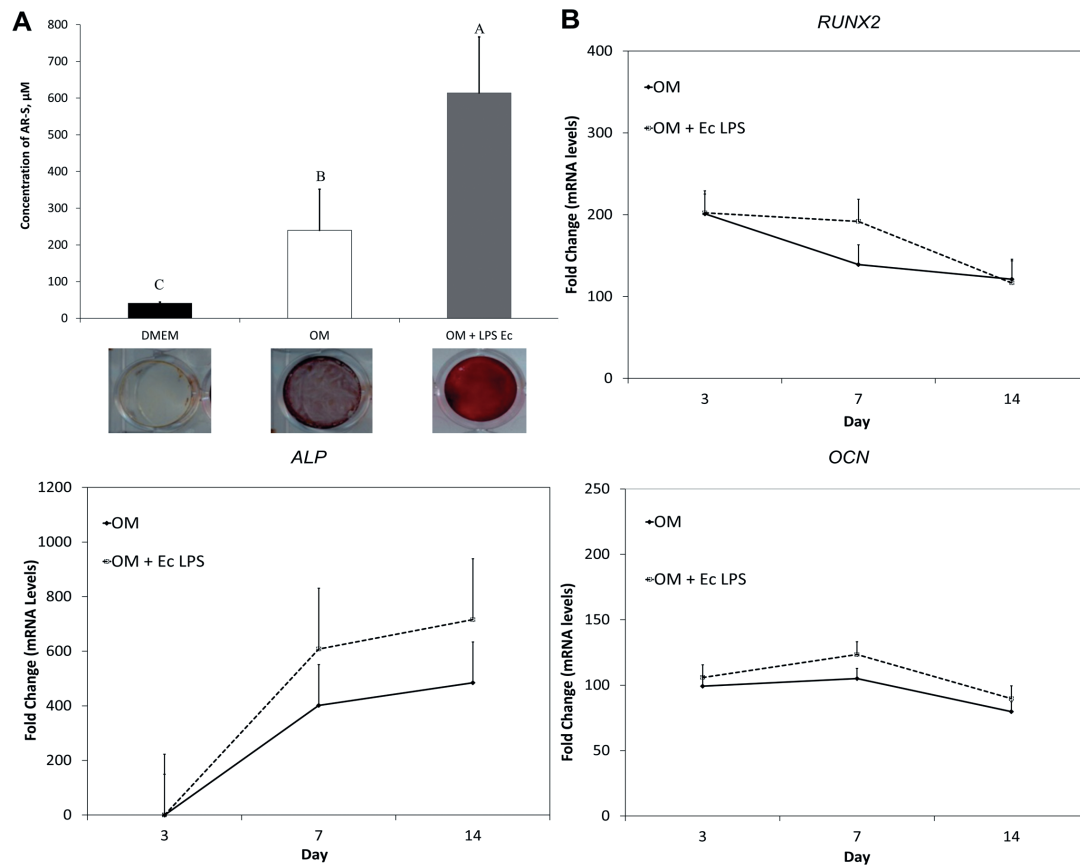 A
800
700
600
500
400
300
200
100
0
Concentration of AR-S, µM
C
B
A
DMEM
OM
OM + LPS Ec
B
RUNX2
400
300
200
100
0
Fold Change (mRNA levels)
OM
OM + Ec LPS
3
7
14
Day
ALP
1200
1000
800
600
400
200
0
Fold Change (mRNA Levels)
OM
OM + Ec LPS
3
7
14
Day
OCN
250
200
150
100
50
0
Fold Change (mRNA levels)
OM
OM + Ec LPS
3
7
14
Day